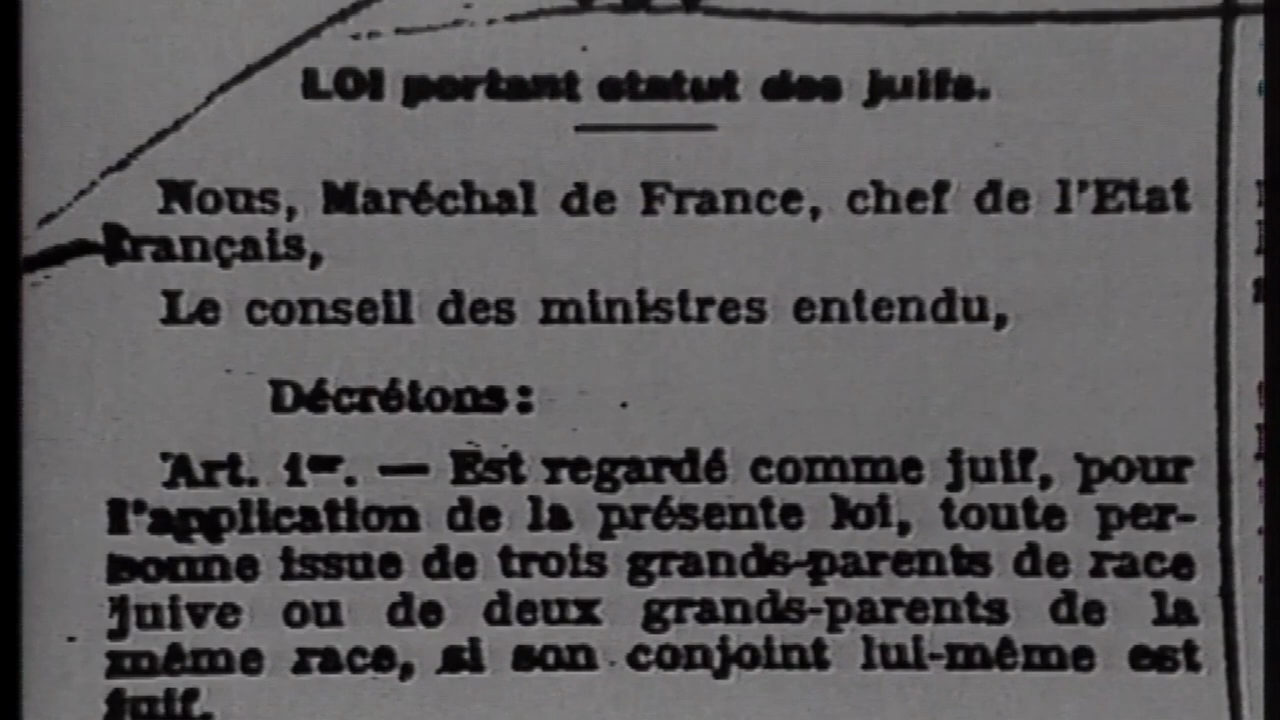 LOI portant statut des juifs.
Nous, Maréchal de France, chef de l'Etat
français,
Le conseil des ministres entendu,
Décrétons:
Art. 1er. — Est regardé comme juif, pour
l'application de la présente loi, toute per-
sonne issue de trois grands-parents de race
juive ou de deux grands-parents de la
même race, si son conjoint lui-même est
juif.